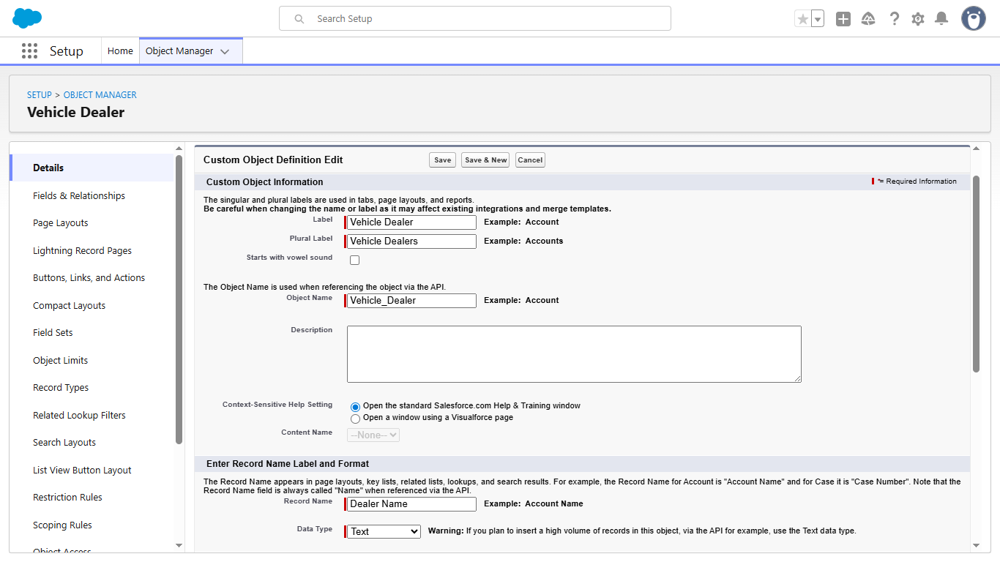 Search Setup
Setup
Home
Object Manager
SETUP > OBJECT MANAGER
Vehicle Dealer
Details
Fields & Relationships
Page Layouts
Lightning Record Pages
Buttons, Links, and Actions
Compact Layouts
Field Sets
Object Limits
Record Types
Related Lookup Filters
Search Layouts
List View Button Layout
Restriction Rules
Scoping Rules
Object Access
Custom Object Definition Edit
Save
Save & New
Cancel
Custom Object Information
= Required Information
The singular and plural labels are used in tabs, page layouts, and reports.
Be careful when changing the name or label as it may affect existing integrations and merge templates.
Label
Vehicle Dealer
Example: Account
Plural Label
Vehicle Dealers
Example: Accounts
Starts with vowel sound
The Object Name is used when referencing the object via the API.
Object Name
Vehicle_Dealer
Example: Account
Description
Context-Sensitive Help Setting
Open the standard Salesforce.com Help & Training window
Open a window using a Visualforce page
Content Name
--None--
Enter Record Name Label and Format
The Record Name appears in page layouts, key lists, related lists, lookups, and search results. For example, the Record Name for Account is "Account Name" and for Case it is "Case Number". Note that the
Record Name field is always called "Name" when referenced via the API.
Record Name
Dealer Name
Example: Account Name
Data Type
Text
Warning: If you plan to insert a high volume of records in this object, via the API for example, use the Text data type.